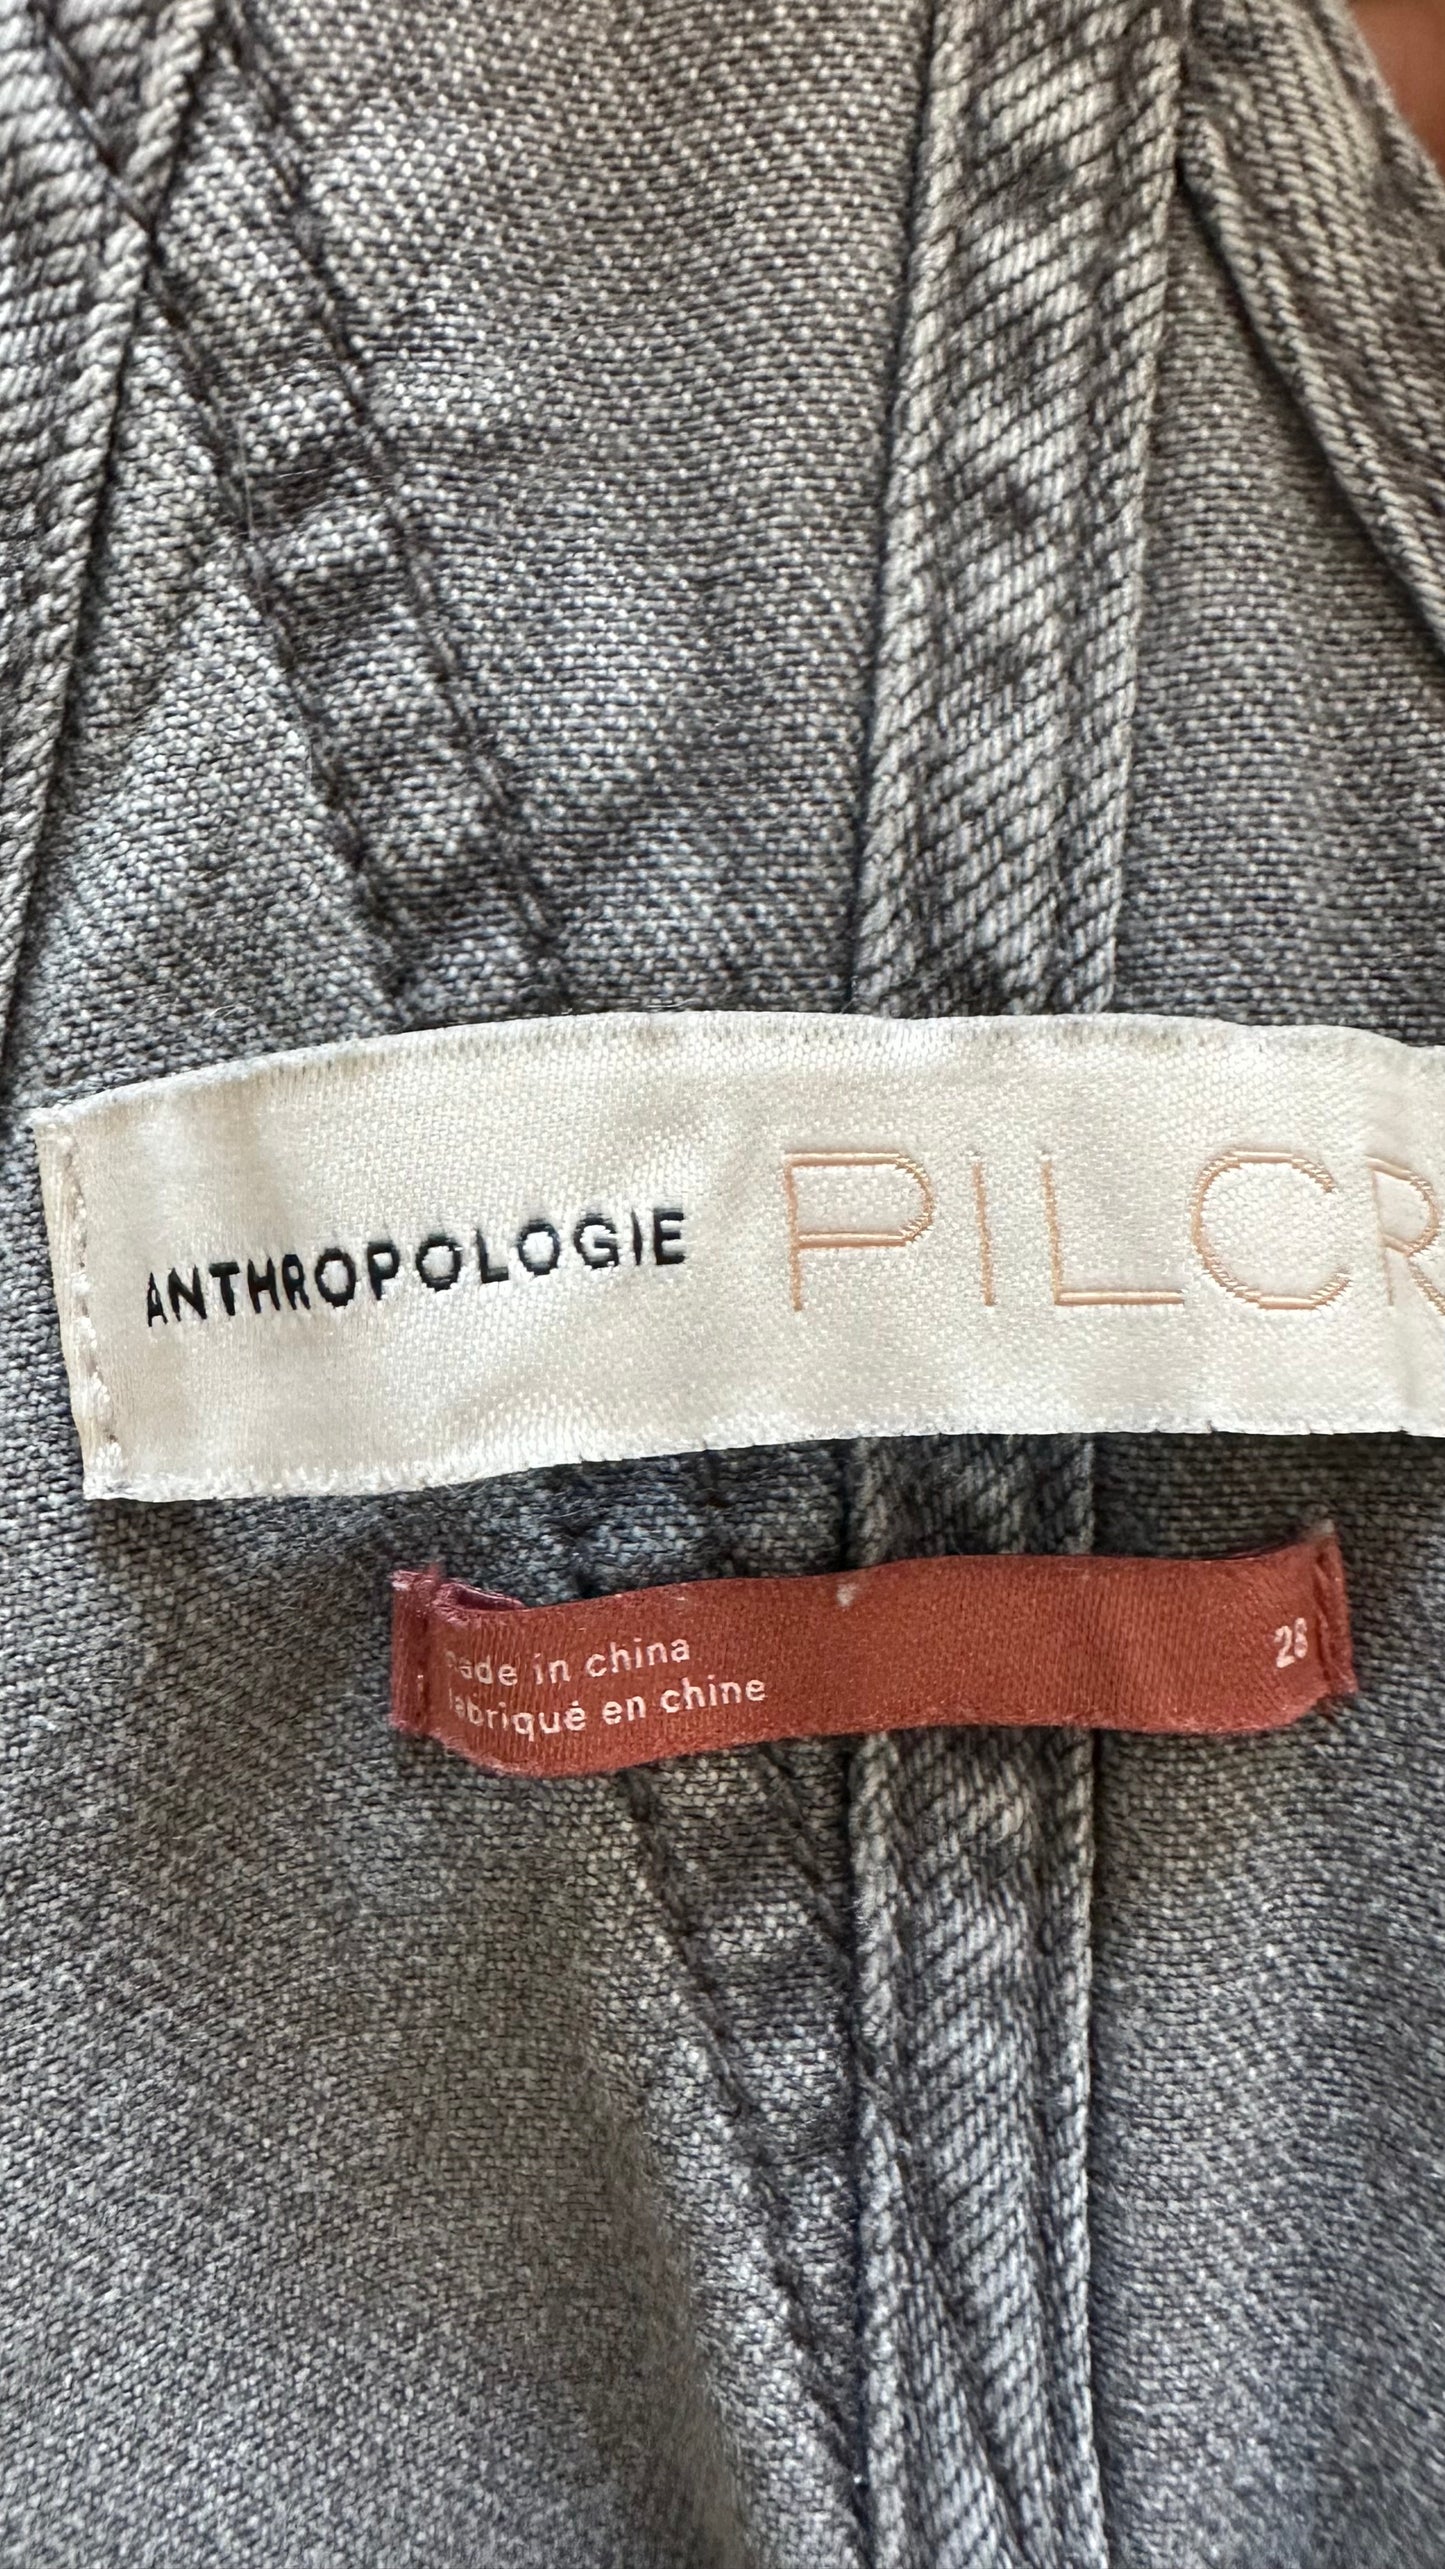 ANTHROPOLOGIE PILCR
made in china 28
fabriqué en chine